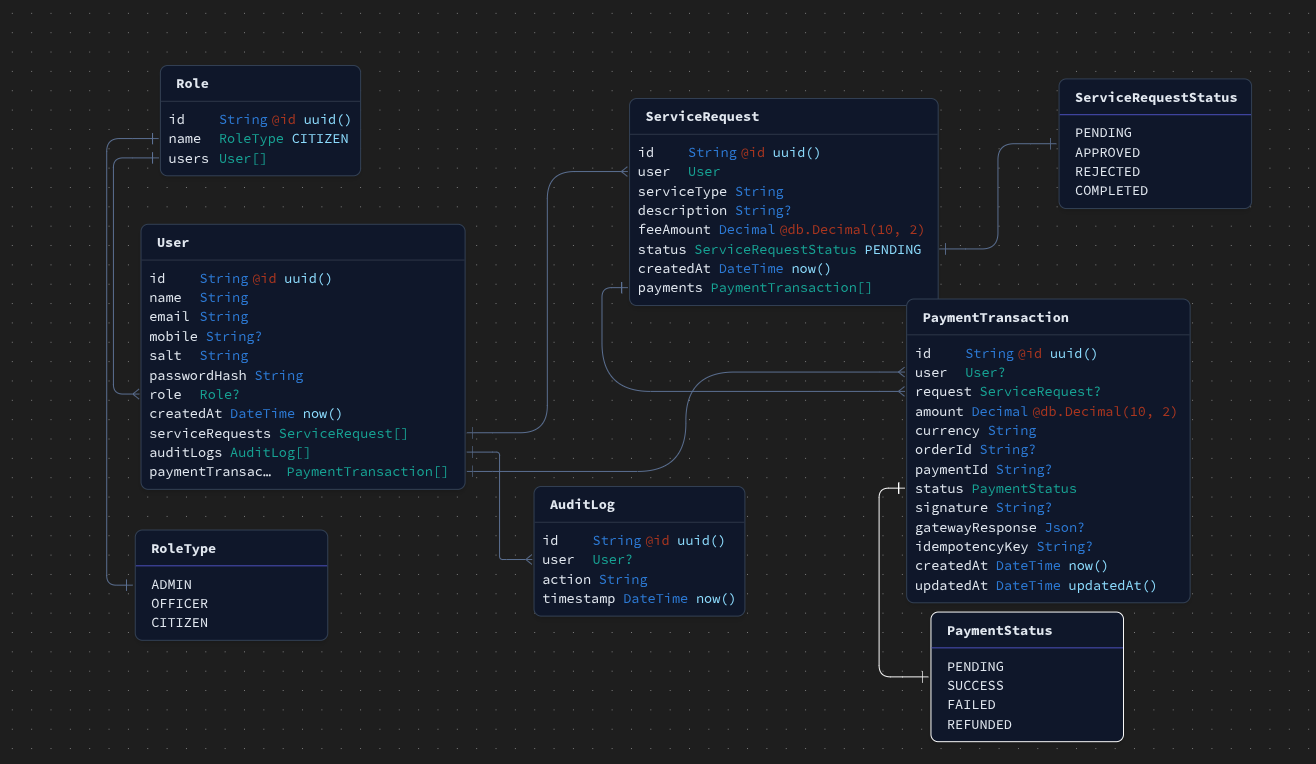 Role
id String @id uuid()
name RoleType CITIZEN
users User[]
User
id String @id uuid()
name String
email String
mobile String?
salt String
passwordHash String
role Role?
createdAt DateTime now()
serviceRequests ServiceRequest[]
auditLogs AuditLog[]
paymentTransac… PaymentTransaction[]
RoleType
ADMIN
OFFICER
CITIZEN
ServiceRequest
id String @id uuid()
user User
serviceType String
description String?
feeAmount Decimal @db.Decimal(10, 2)
status ServiceRequestStatus PENDING
createdAt DateTime now()
payments PaymentTransaction[]
AuditLog
id String @id uuid()
user User?
action String
timestamp DateTime now()
ServiceRequestStatus
PENDING
APPROVED
REJECTED
COMPLETED
PaymentTransaction
id String @id uuid()
user User?
request ServiceRequest?
amount Decimal @db.Decimal(10, 2)
currency String
orderId String?
paymentId String?
status PaymentStatus
signature String?
gatewayResponse Json?
idempotencyKey String?
createdAt DateTime now()
updatedAt DateTime updatedAt()
PaymentStatus
PENDING
SUCCESS
FAILED
REFUNDED